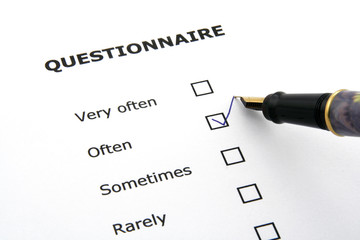 QUESTIONNAIRE
Very often
Often
Sometimes
Rarely